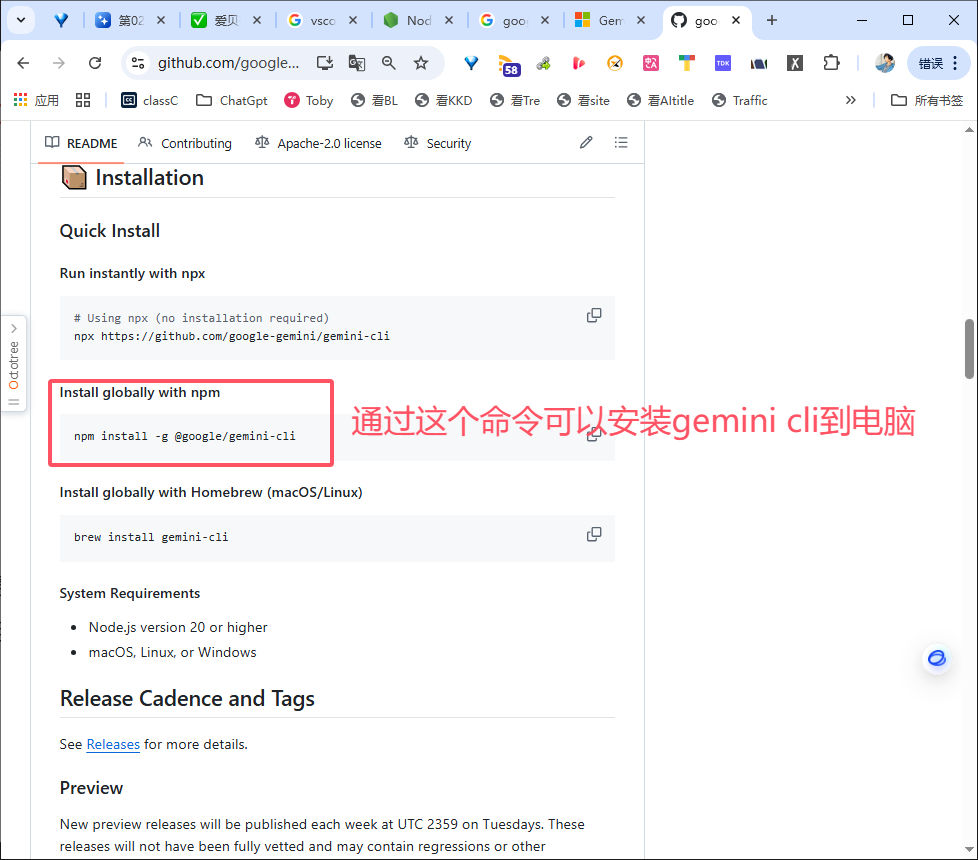 第02
爱贝
vsco
Nod
goo
Gem
goo
github.com/google...
58
TDK
错误
应用
classC
ChatGpt
Toby
看BL
看KKD
看Tre
看site
看AItitle
Traffic
所有书签
README
Contributing
Apache-2.0 license
Security
Installation
Quick Install
Run instantly with npx
# Using npx (no installation required)
npx https://github.com/google-gemini/gemini-cli
Octotree
Install globally with npm
npm install -g @google/gemini-cli
通过这个命令可以安装gemini cli到电脑
Install globally with Homebrew (macOS/Linux)
brew install gemini-cli
System Requirements
Node.js version 20 or higher
macOS, Linux, or Windows
Release Cadence and Tags
See Releases for more details.
Preview
New preview releases will be published each week at UTC 2359 on Tuesdays. These
releases will not have been fully vetted and may contain regressions or other